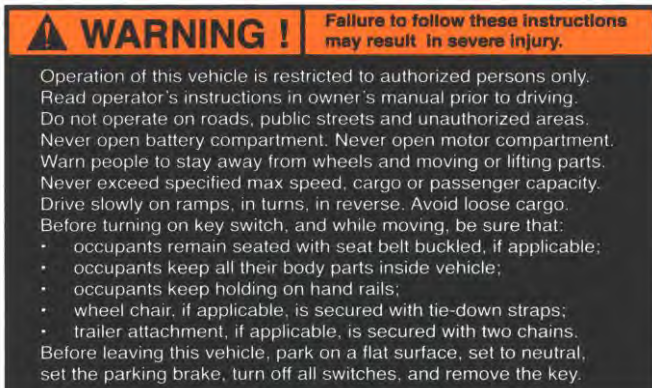 WARNING !
Failure to follow these instructions
may result in severe injury.
Operation of this vehicle is restricted to authorized persons only.
Read operator's instructions in owner's manual prior to driving.
Do not operate on roads, public streets and unauthorized areas.
Never open battery compartment. Never open motor compartment.
Warn people to stay away from wheels and moving or lifting parts.
Never exceed specified max speed, cargo or passenger capacity.
Drive slowly on ramps, in turns, in reverse. Avoid loose cargo.
Before turning on key switch, and while moving, be sure that:
· occupants remain seated with seat belt buckled, if applicable;
· occupants keep all their body parts inside vehicle;
· occupants keep holding on hand rails;
· wheel chair, if applicable, is secured with tie-down straps;
· trailer attachment, if applicable, is secured with two chains.
Before leaving this vehicle, park on a flat surface, set to neutral,
set the parking brake, turn off all switches, and remove the key.